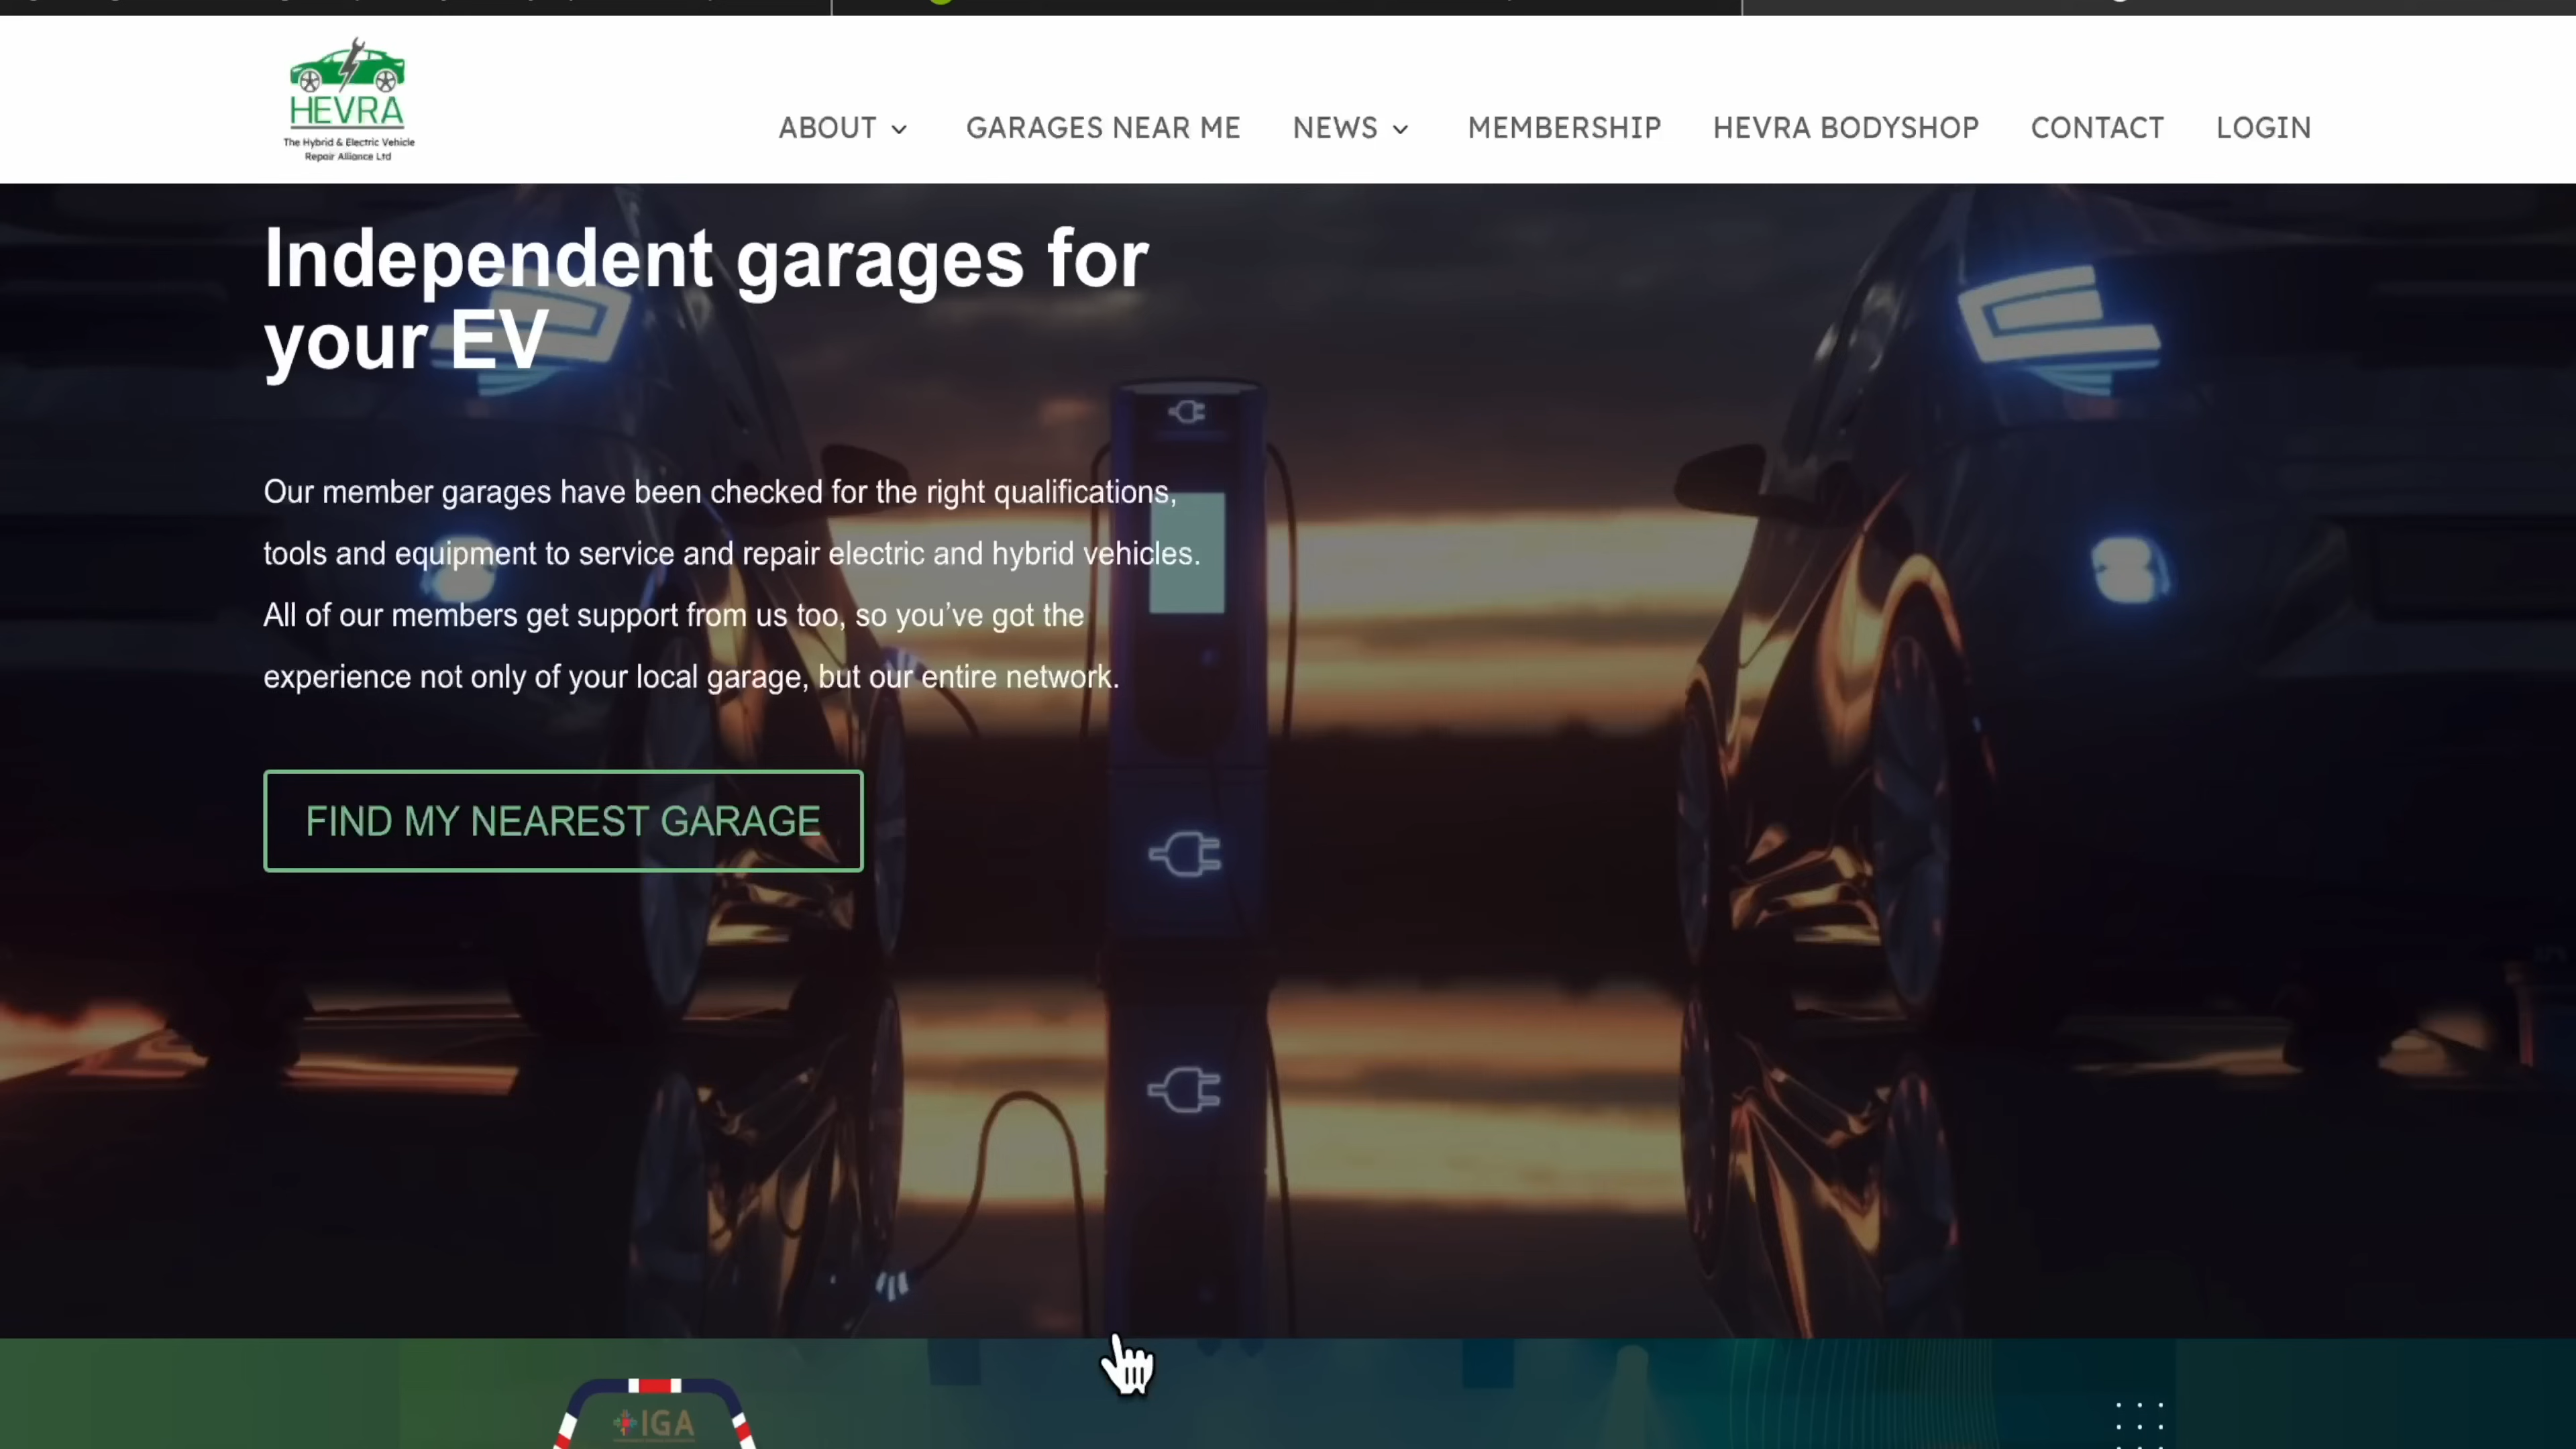 HEVRA
The Hybrid & Electric Vehicle
Repair Alliance Ltd
ABOUT
GARAGES NEAR ME
NEWS
MEMBERSHIP
HEVRA BODYSHOP
CONTACT
LOGIN
Independent garages for
your EV
Our member garages have been checked for the right qualifications,
tools and equipment to service and repair electric and hybrid vehicles.
All of our members get support from us too, so you’ve got the
experience not only of your local garage, but our entire network.
FIND MY NEAREST GARAGE
IGA